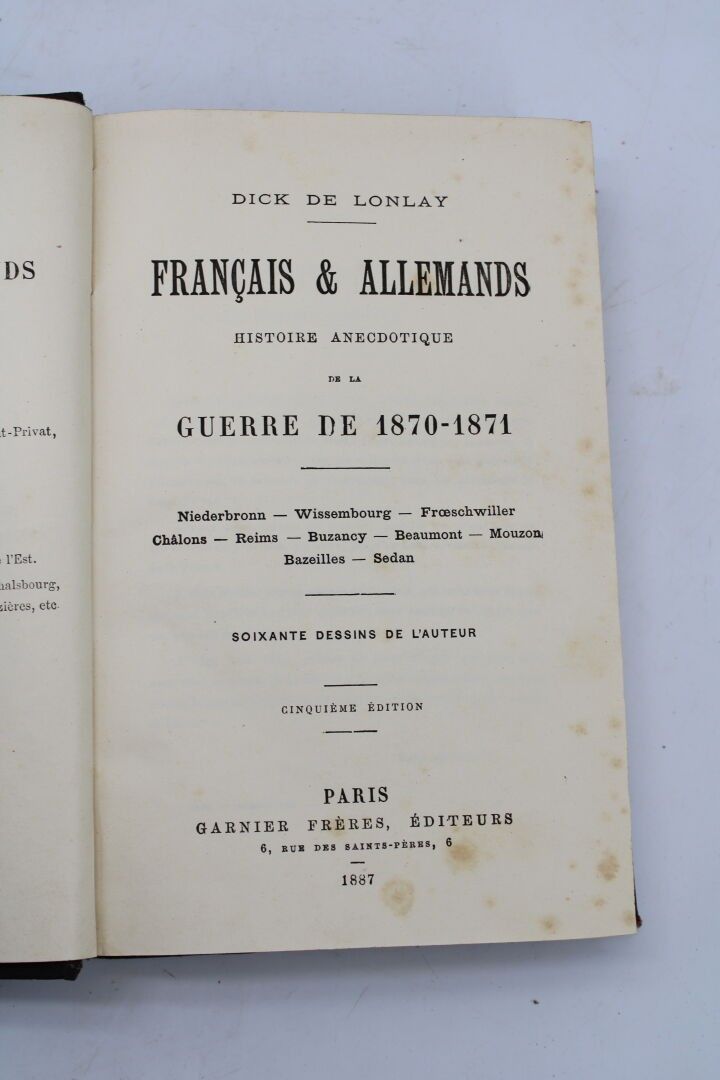 NDS
t-Privat,
l'Est.
halsbourg,
zières, etc.
DICK DE LONLAY
FRANÇAIS & ALLEMANDS
HISTOIRE ANECDOTIQUE
DE LA
GUERRE DE 1870-1871
Niederbronn — Wissembourg — Frœschwiller
Châlons — Reims — Buzancy — Beaumont — Mouzon
Bazeilles — Sedan
SOIXANTE DESSINS DE L'AUTEUR
CINQUIÈME ÉDITION
PARIS
GARNIER FRÈRES, ÉDITEURS
6, RUE DES SAINTS-PÈRES, 6
1887